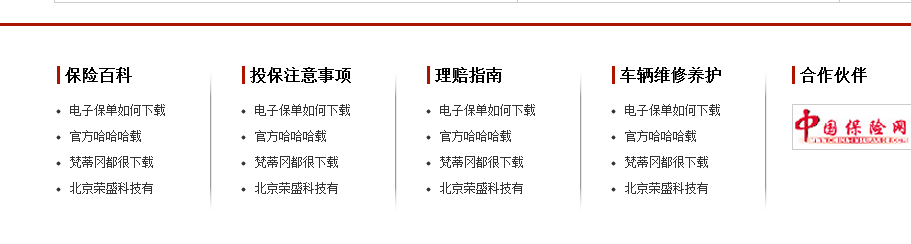 保险百科
电子保单如何下载
官方哈哈哈载
梵蒂冈都很下载
北京荣盛科技有
投保注意事项
电子保单如何下载
官方哈哈哈载
梵蒂冈都很下载
北京荣盛科技有
理赔指南
电子保单如何下载
官方哈哈哈载
梵蒂冈都很下载
北京荣盛科技有
车辆维修养护
电子保单如何下载
官方哈哈哈载
梵蒂冈都很下载
北京荣盛科技有
合作伙伴
中国保险网